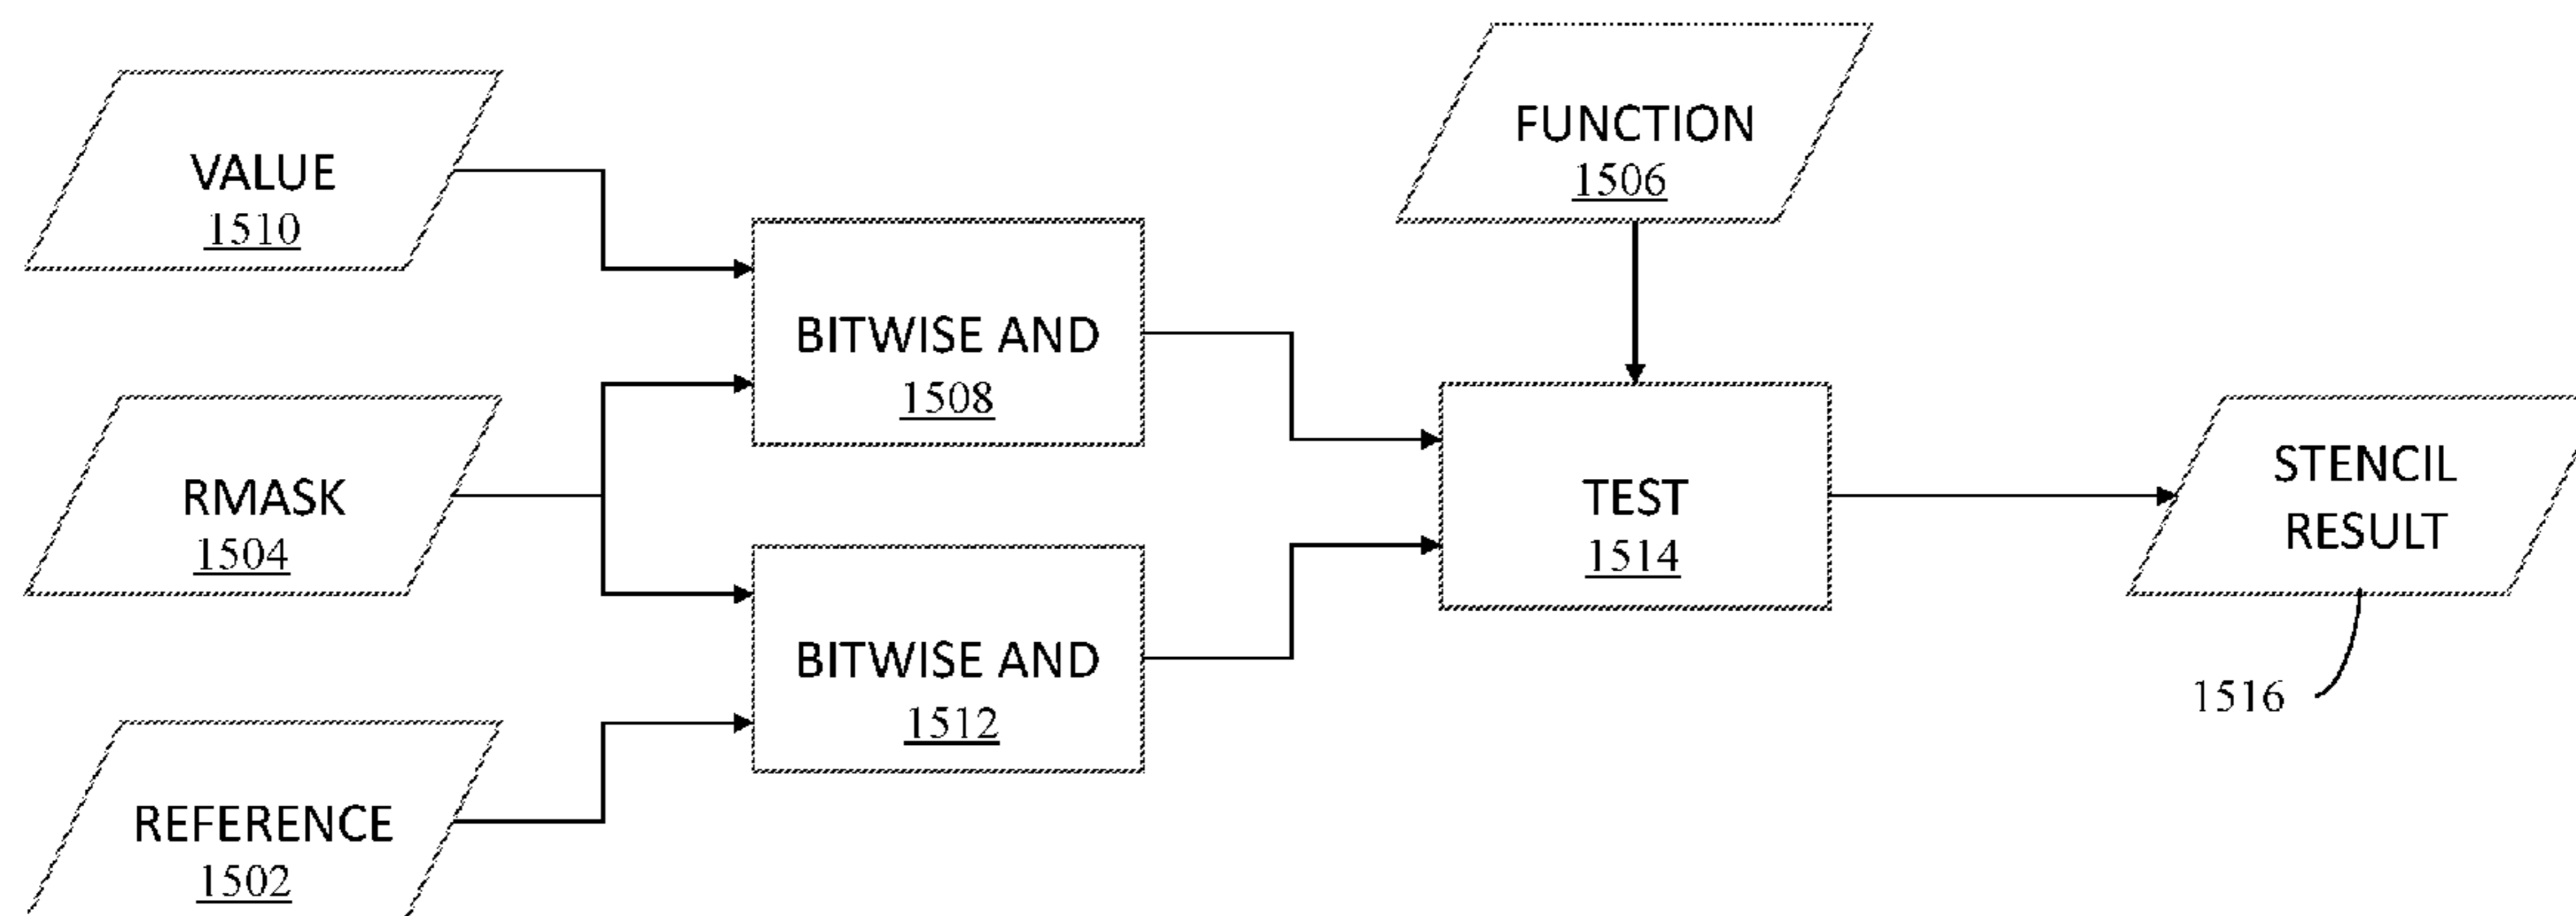 FUNCTION
1506
VALUE
1510
BITWISE AND
1508
RMASK
1504
TEST
1514
STENCIL
RESULT
1516
BITWISE AND
1512
REFERENCE
1502